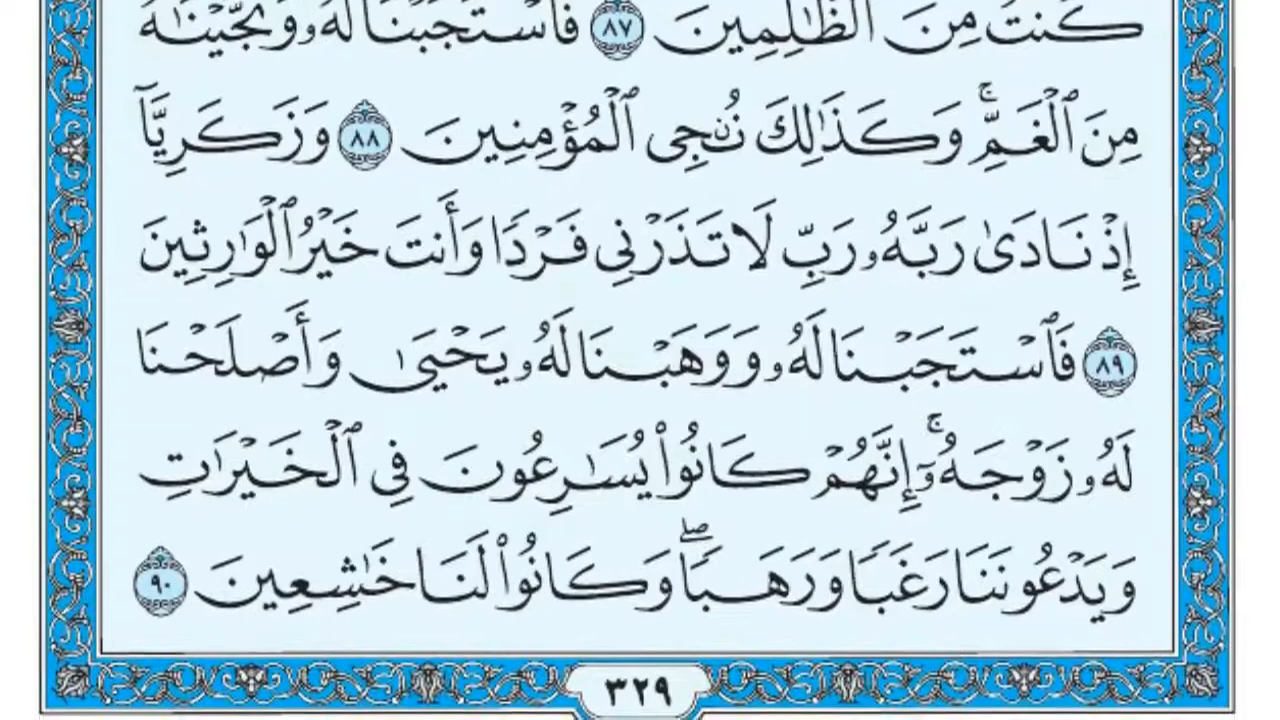 كُنتُ مِنَ ٱلظَّٰلِمِينَ ٨٧ فَٱسْتَجَبْنَا لَهُۥ وَنَجَّيْنَٰهُ
مِنَ ٱلْغَمِّ ۚ وَكَذَٰلِكَ نُـۨجِى ٱلْمُؤْمِنِينَ ٨٨ وَزَكَرِيَّآ
إِذْ نَادَىٰ رَبَّهُۥ رَبِّ لَا تَذَرْنِى فَرْدًا وَأَنتَ خَيْرُ ٱلْوَٰرِثِينَ
٨٩ فَٱسْتَجَبْنَا لَهُۥ وَوَهَبْنَا لَهُۥ يَحْيَىٰ وَأَصْلَحْنَا
لَهُۥ زَوْجَهُۥٓ ۚ إِنَّهُمْ كَانُوا۟ يُسَٰرِعُونَ فِى ٱلْخَيْرَٰتِ
وَيَدْعُونَنَا رَغَبًا وَرَهَبًا ۖ وَكَانُوا۟ لَنَا خَٰشِعِينَ ٩٠
٣٢٩